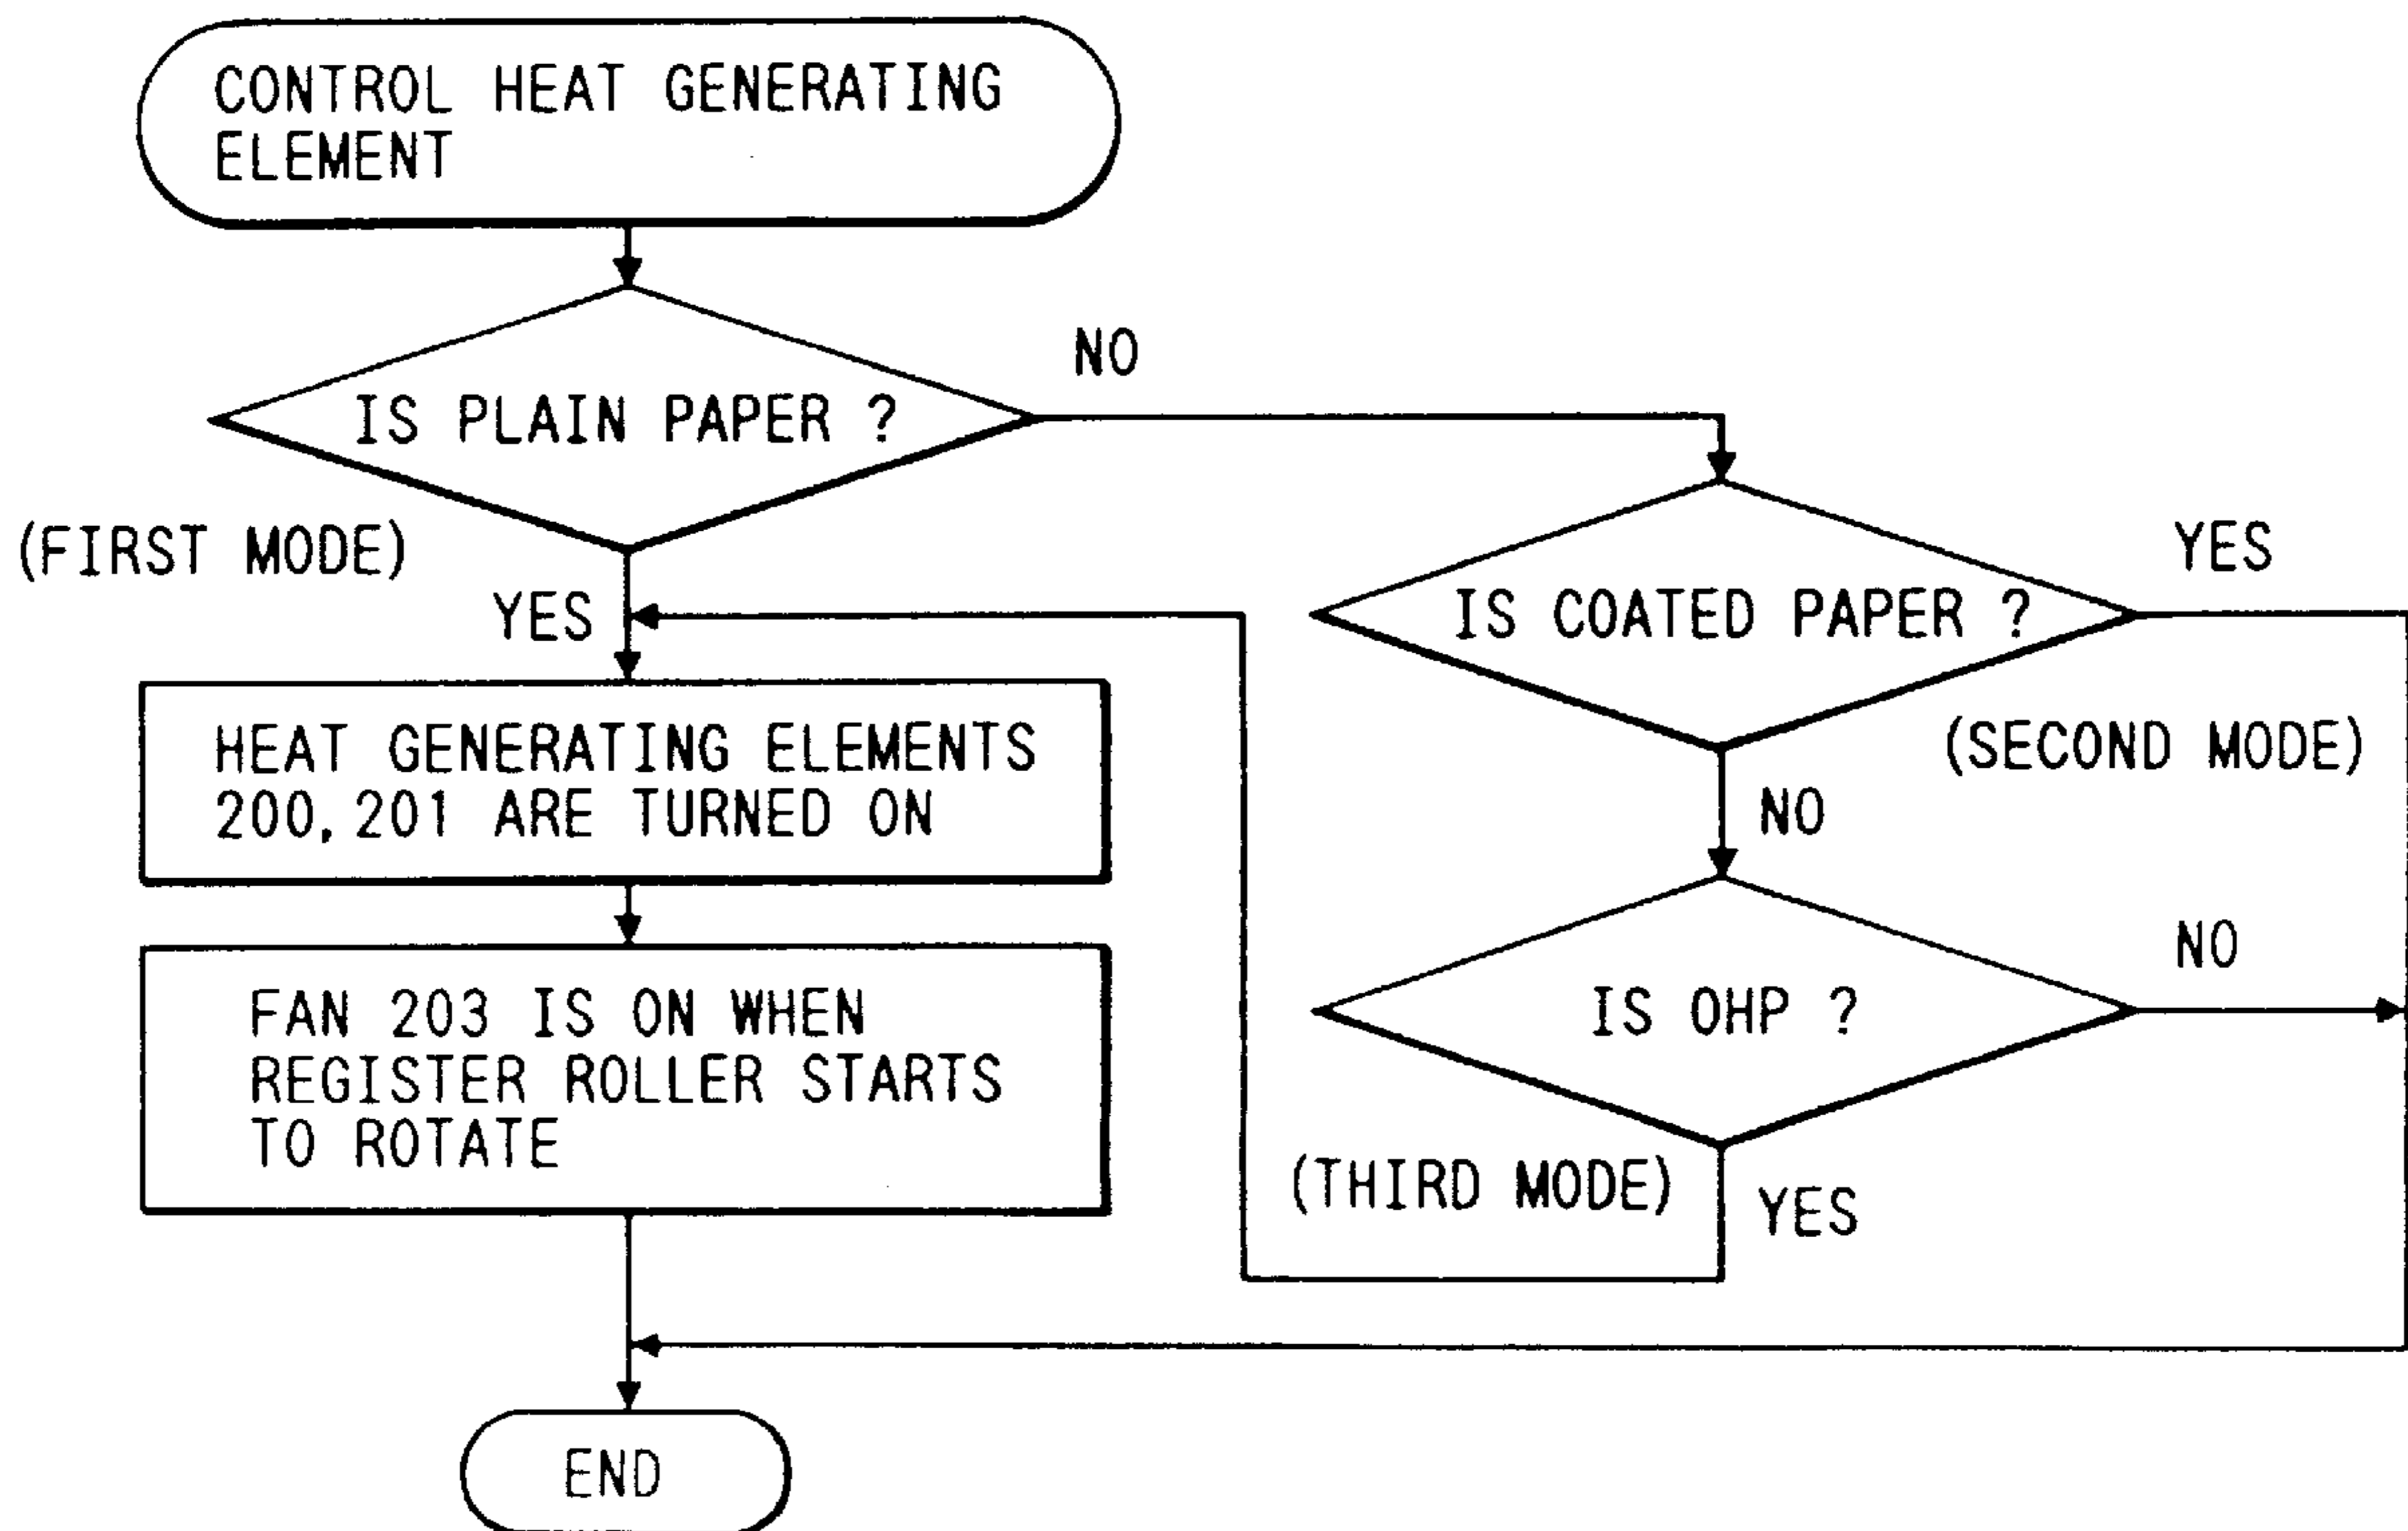 CONTROL HEAT GENERATING
ELEMENT
IS PLAIN PAPER ?
NO
(FIRST MODE)
YES
IS COATED PAPER ?
YES
(SECOND MODE)
NO
HEAT GENERATING ELEMENTS
200,201 ARE TURNED ON
FAN 203 IS ON WHEN
REGISTER ROLLER STARTS
TO ROTATE
IS OHP ?
NO
(THIRD MODE)
YES
END